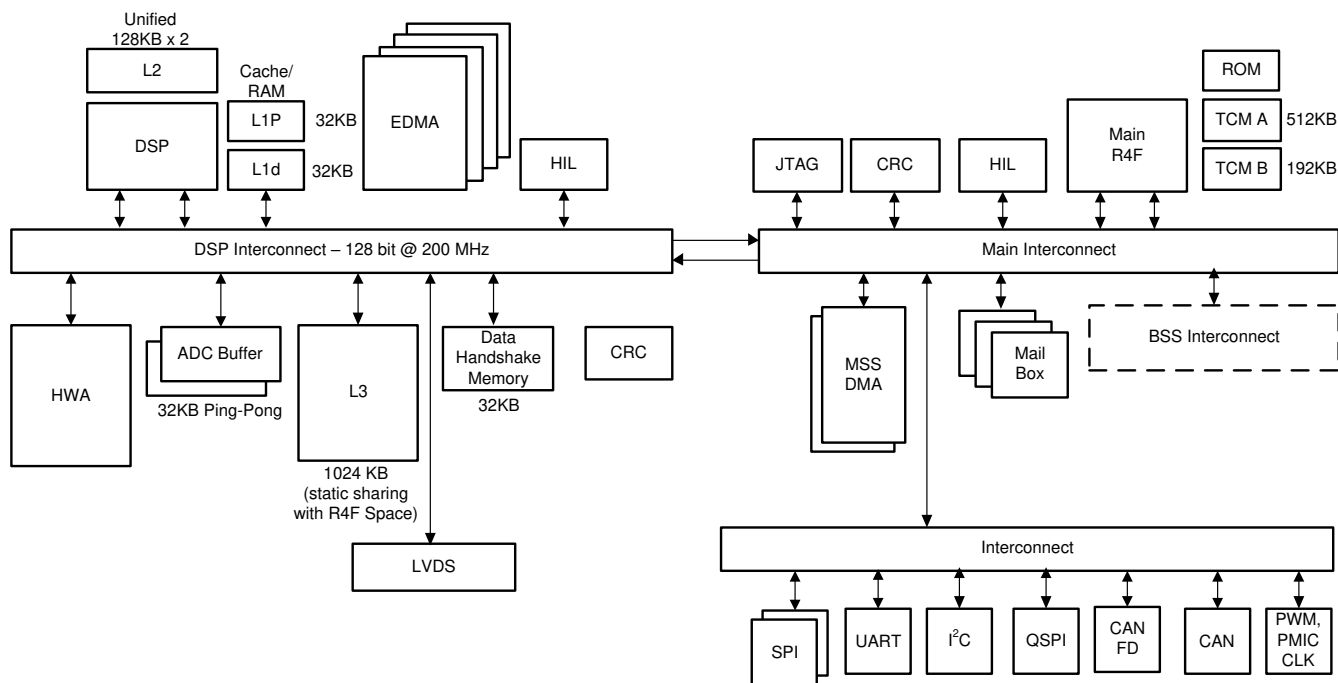 Unified
128KB x 2
L2
Cache/
RAM
DSP
L1P
32KB
L1d
32KB
EDMA
HIL
JTAG
CRC
HIL
Main
R4F
ROM
TCM A
512KB
TCM B
192KB
DSP Interconnect – 128 bit @ 200 MHz
Main Interconnect
HWA
ADC Buffer
32KB Ping-Pong
L3
1024 KB
(static sharing
with R4F Space)
Data
Handshake
Memory
32KB
CRC
LVDS
MSS
DMA
Mail
Box
BSS Interconnect
Interconnect
SPI
UART
I²C
QSPI
CAN
FD
CAN
PWM,
PMIC
CLK